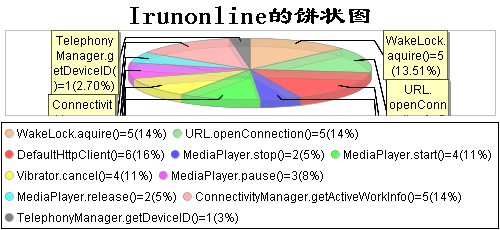 Irunonline的饼状图
Telephony
Manager.g
etDeviceID(
)=1(2.70%)
Connectivit
WakeLock.
aquire()=5
(13.51%)
URL.
openConn
WakeLock.aquire()=5(14%) URL.openConnection()=5(14%)
DefaultHttpClient()=6(16%) MediaPlayer.stop()=2(5%) MediaPlayer.start()=4(11%)
Vibrator.cancel()=4(11%) MediaPlayer.pause()=3(8%)
MediaPlayer.release()=2(5%) ConnectivityManager.getActiveWorkInfo()=5(14%)
TelephonyManager.getDeviceID()=1(3%)